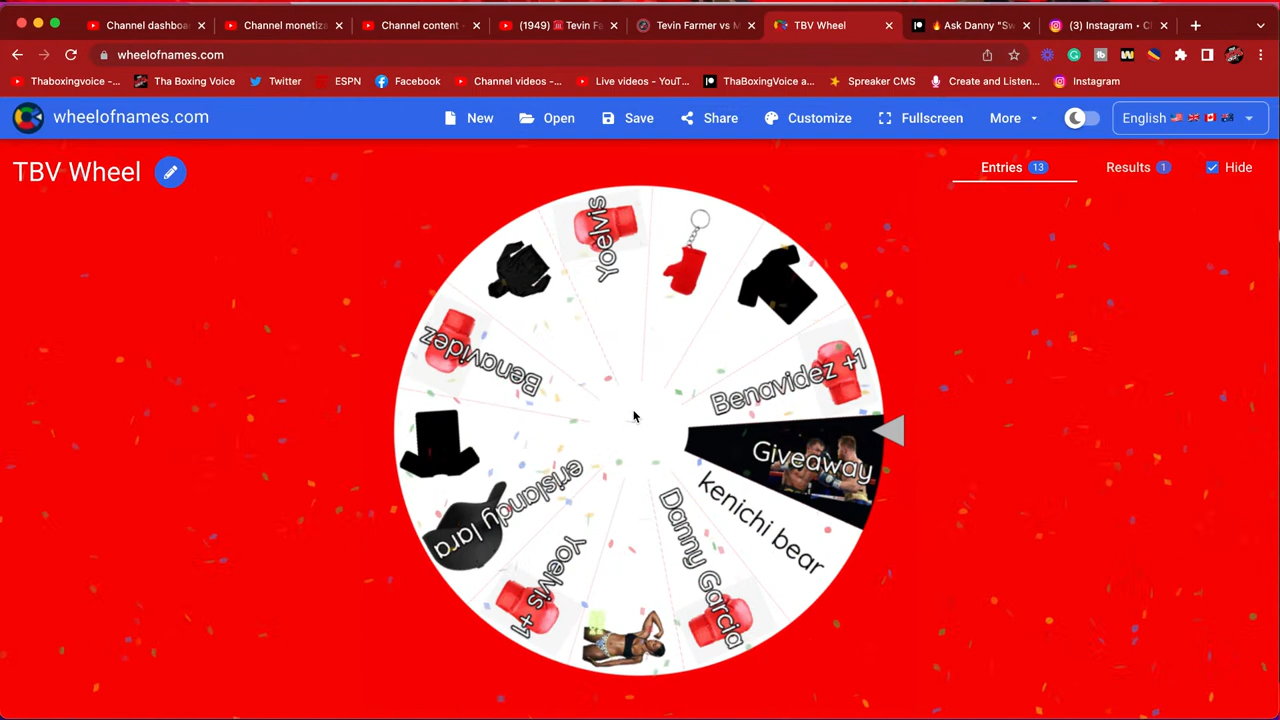 Channel dashboa
Channel monetiza
Channel content -
(1949) Tevin Fa
Tevin Farmer vs M
TBV Wheel
Ask Danny "Sw
(3) Instagram • C
wheelofnames.com
Thaboxingvoice -...
Tha Boxing Voice
Twitter
ESPN
Facebook
Channel videos -...
Live videos - YouT...
ThaBoxingVoice a...
Spreaker CMS
Create and Listen...
Instagram
wheelofnames.com
New
Open
Save
Share
Customize
Fullscreen
More
English
TBV Wheel
Entries 13
Results 1
Hide
Yoelvis
Benavidez
Benavidez +1
Giveaway
kenichi bear
Danny Garcia
Yoelvis +1
erislandy lara